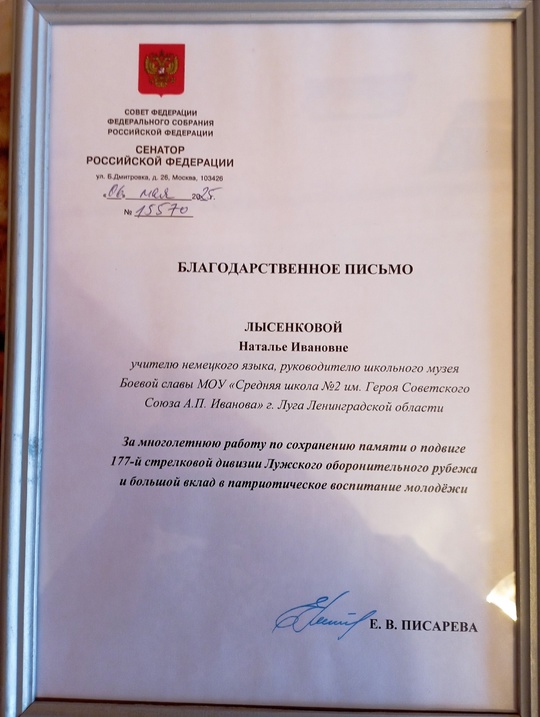 СОВЕТ ФЕДЕРАЦИИ
ФЕДЕРАЛЬНОГО СОБРАНИЯ
РОССИЙСКОЙ ФЕДЕРАЦИИ
СЕНАТОР
РОССИЙСКОЙ ФЕДЕРАЦИИ
ул. Б.Дмитровка, д. 26, Москва, 103426
мая 2025г.
№ 15570
БЛАГОДАРСТВЕННОЕ ПИСЬМО
ЛЫСЕНКОВОЙ
Наталье Ивановне
учителю немецкого языка, руководителю школьного музея
Боевой славы МОУ «Средняя школа №2 им. Героя Советского
Союза А.П. Иванова» г. Луга Ленинградской области
За многолетнюю работу по сохранению памяти о подвиге
177-й стрелковой дивизии Лужского оборонительного рубежа
и большой вклад в патриотическое воспитание молодёжи
Е. В. ПИСАРЕВА